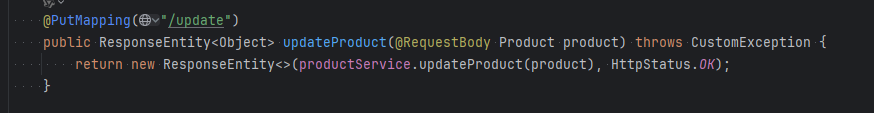 @PutMapping("/update")
public ResponseEntity<Object> updateProduct(@RequestBody Product product) throws CustomException {
return new ResponseEntity<>(productService.updateProduct(product), HttpStatus.OK);
}